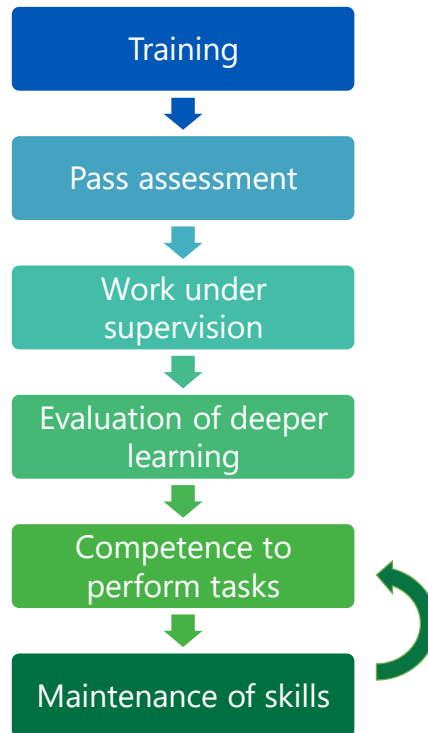 Training
Pass assessment
Work under
supervision
Evaluation of deeper
learning
Competence to
perform tasks
Maintenance of skills